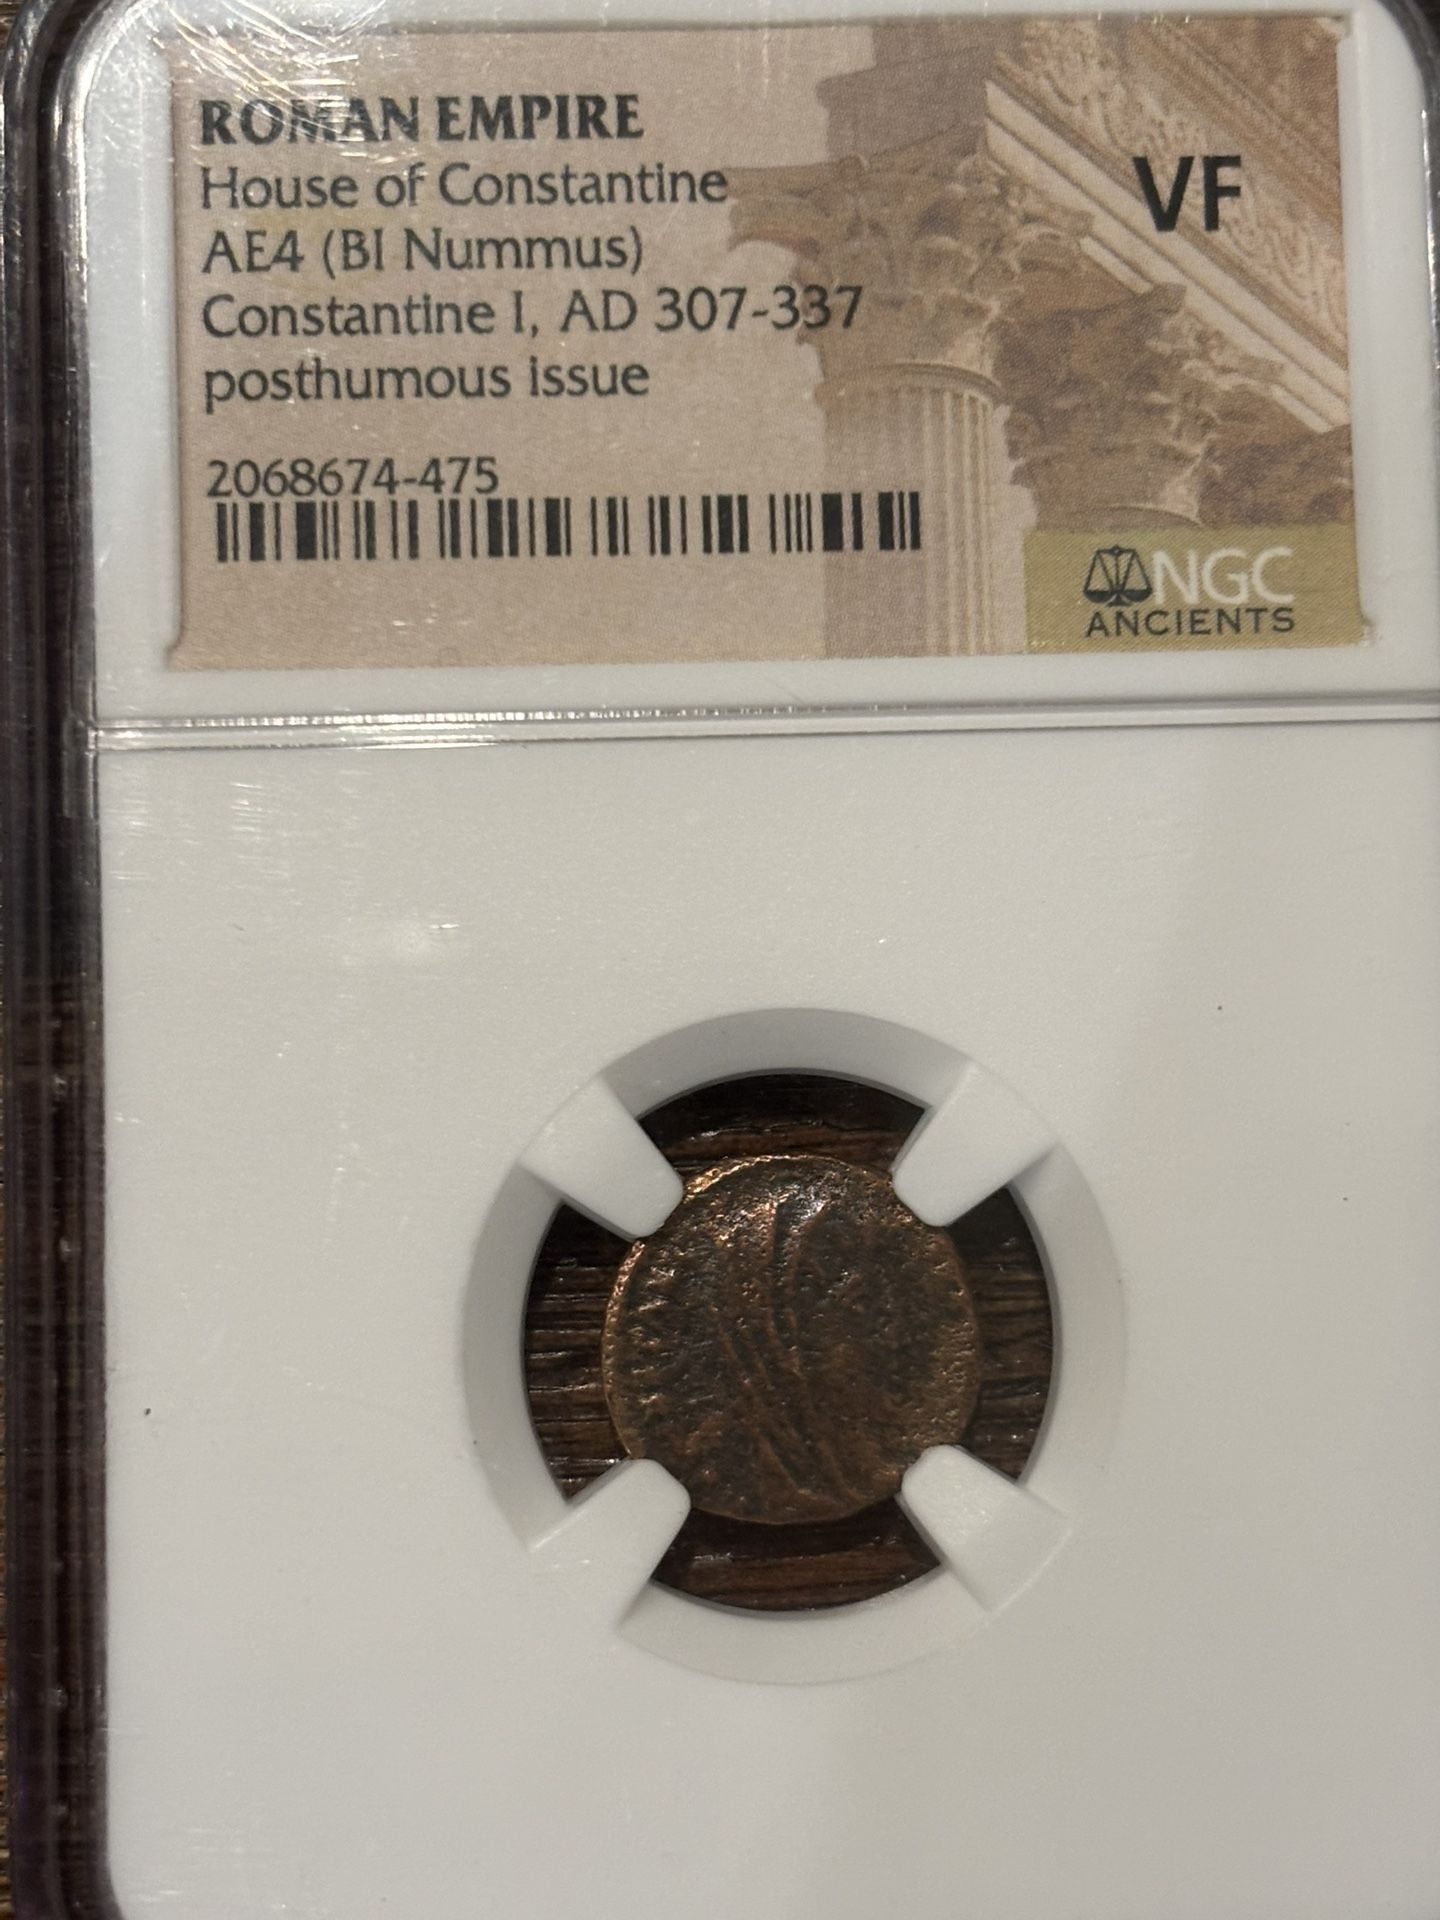 ROMAN EMPIRE
House of Constantine
AE4 (BI Nummus)
Constantine I, AD 307-337
posthumous issue
2068674-475
VF
NGC
ANCIENTS